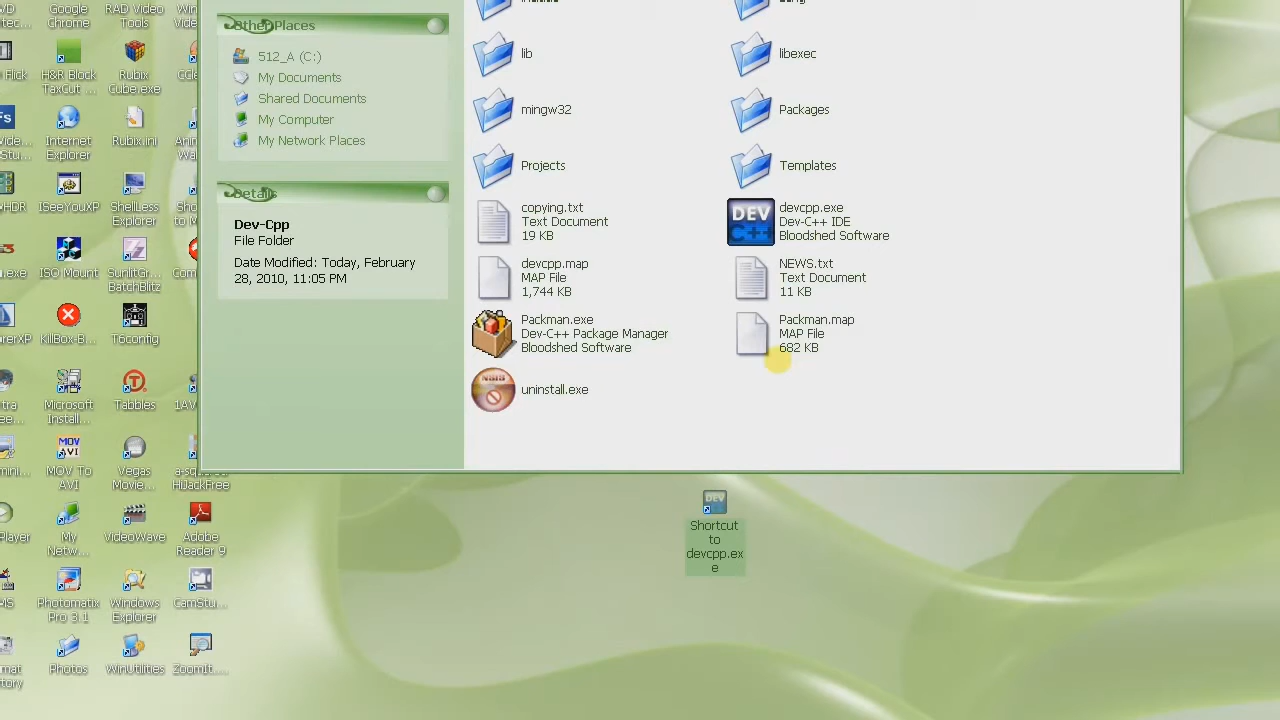 Google
Chrome
RAD Video
Tools
H&R Block
TaxCut ...
Rubix
Cube.exe
Internet
Explorer
Rubix.ini
ISeeYouXP
ShellLess
Explorer
ISO Mount
SunlitGr...
BatchBlitz
KillBox-B...
T6config
Microsoft
Install...
Tabbles
MOV To
AVI
Vegas
Movie...
a-squared
HiJackFree
My
Netw...
VideoWave
Adobe
Reader 9
Photomatix
Pro 3.1
Windows
Explorer
CamStu...
Photos
WinUtilities
ZoomIt....
Other Places
512_A (C:)
My Documents
Shared Documents
My Computer
My Network Places
Details
Dev-Cpp
File Folder
Date Modified: Today, February
28, 2010, 11:05 PM
lib
libexec
mingw32
Packages
Projects
Templates
copying.txt
Text Document
19 KB
DEV
C++
devcpp.exe
Dev-C++ IDE
Bloodshed Software
devcpp.map
MAP File
1,744 KB
NEWS.txt
Text Document
11 KB
Packman.exe
Dev-C++ Package Manager
Bloodshed Software
Packman.map
MAP File
682 KB
uninstall.exe
DEV
Shortcut
to
devcpp.ex
e